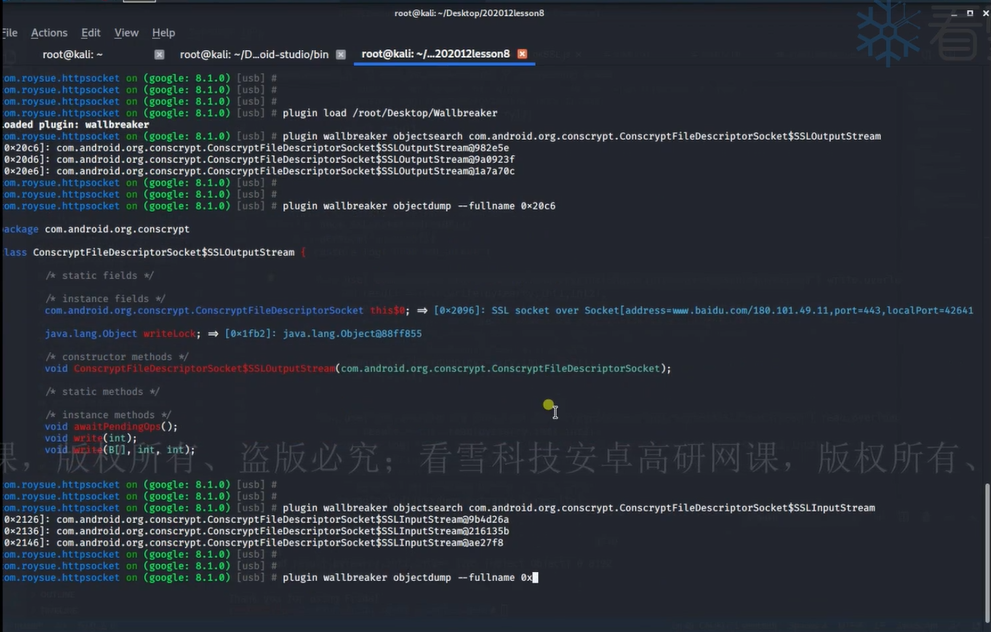 root@kali: ~/Desktop/202012lesson8
File Actions Edit View Help
root@kali: ~ root@kali: ~/D...oid-studio/bin root@kali: ~/...202012lesson8
om.roysue.httpsocket on (google: 8.1.0) [usb] #
om.roysue.httpsocket on (google: 8.1.0) [usb] #
om.roysue.httpsocket on (google: 8.1.0) [usb] #
om.roysue.httpsocket on (google: 8.1.0) [usb] # plugin load /root/Desktop/Wallbreaker
Loaded plugin: wallbreaker
om.roysue.httpsocket on (google: 8.1.0) [usb] # plugin wallbreaker objectsearch com.android.org.conscrypt.ConscryptFileDescriptorSocket$SSLOutputStream
0×20c6]: com.android.org.conscrypt.ConscryptFileDescriptorSocket$SSLOutputStream@982e5e
0×20d6]: com.android.org.conscrypt.ConscryptFileDescriptorSocket$SSLOutputStream@9a0923f
0×20e6]: com.android.org.conscrypt.ConscryptFileDescriptorSocket$SSLOutputStream@1a7a70c
om.roysue.httpsocket on (google: 8.1.0) [usb] #
om.roysue.httpsocket on (google: 8.1.0) [usb] #
om.roysue.httpsocket on (google: 8.1.0) [usb] # plugin wallbreaker objectdump --fullname 0×20c6
ackage com.android.org.conscrypt
lass ConscryptFileDescriptorSocket$SSLOutputStream {
/* static fields */
/* instance fields */
com.android.org.conscrypt.ConscryptFileDescriptorSocket this$0; ⇒ [0×2096]: SSL socket over Socket[address=www.baidu.com/180.101.49.11,port=443,localPort=42641
java.lang.Object writeLock; ⇒ [0×1fb2]: java.lang.Object@88ff855
/* constructor methods */
void ConscryptFileDescriptorSocket$SSLOutputStream(com.android.org.conscrypt.ConscryptFileDescriptorSocket);
/* static methods */
/* instance methods */
void awaitPendingOps();
void write(int);
void write(B[], int, int);
课，版权所有、盗版必究；看雪科技安卓高研网课，版权所有、
om.roysue.httpsocket on (google: 8.1.0) [usb] #
om.roysue.httpsocket on (google: 8.1.0) [usb] #
om.roysue.httpsocket on (google: 8.1.0) [usb] # plugin wallbreaker objectsearch com.android.org.conscrypt.ConscryptFileDescriptorSocket$SSLInputStream
0×2126]: com.android.org.conscrypt.ConscryptFileDescriptorSocket$SSLInputStream@9b4d26a
0×2136]: com.android.org.conscrypt.ConscryptFileDescriptorSocket$SSLInputStream@216135b
0×2146]: com.android.org.conscrypt.ConscryptFileDescriptorSocket$SSLInputStream@ae27f8
om.roysue.httpsocket on (google: 8.1.0) [usb] #
om.roysue.httpsocket on (google: 8.1.0) [usb] #
om.roysue.httpsocket on (google: 8.1.0) [usb] # plugin wallbreaker objectdump --fullname 0x